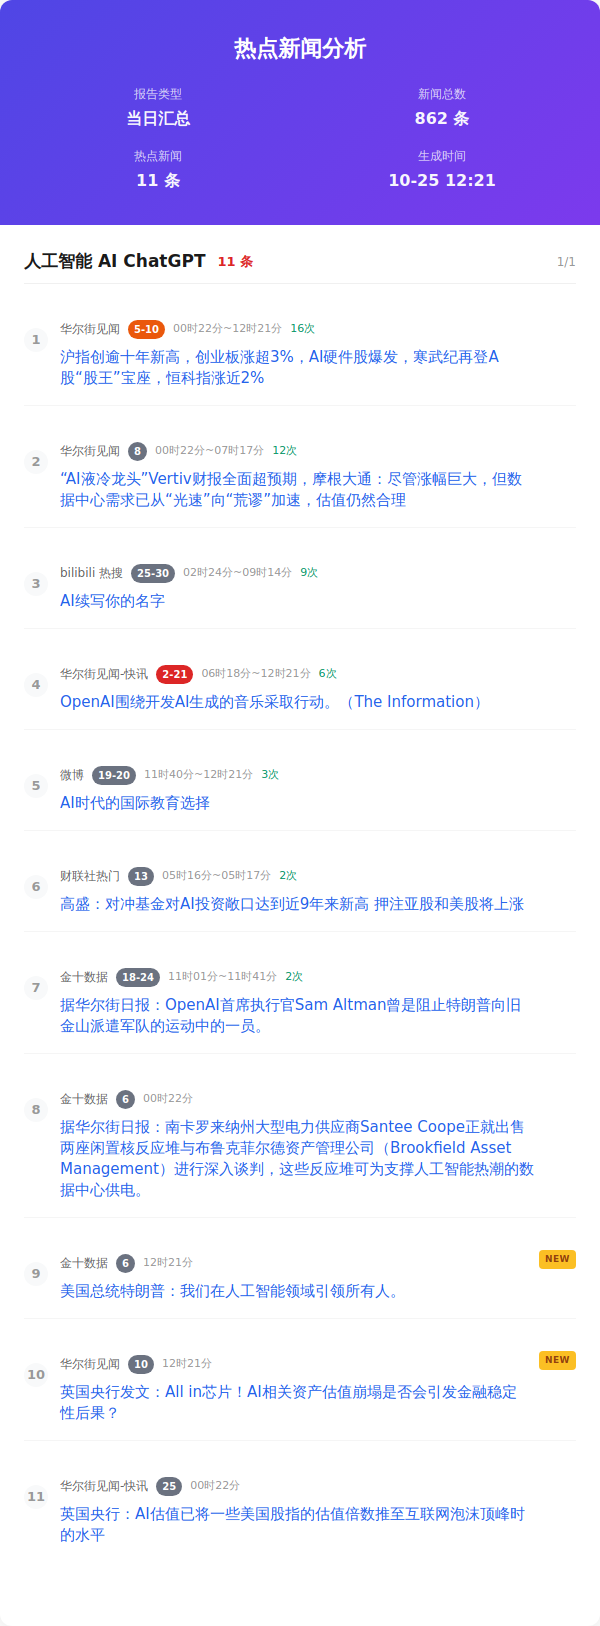 热点新闻分析
报告类型
新闻总数
当日汇总
862 条
热点新闻
生成时间
11 条
10-25 12:21
人工智能 AI ChatGPT 11 条 1/1
1 华尔街见闻 5-10 00时22分~12时21分 16次
沪指创逾十年新高，创业板涨超3%，AI硬件股爆发，寒武纪再登A
股“股王”宝座，恒科指涨近2%
2 华尔街见闻 8 00时22分~07时17分 12次
“AI液冷龙头”Vertiv财报全面超预期，摩根大通：尽管涨幅巨大，但数
据中心需求已从“光速”向“荒谬”加速，估值仍然合理
3 bilibili 热搜 25-30 02时24分~09时14分 9次
AI续写你的名字
4 华尔街见闻-快讯 2-21 06时18分~12时21分 6次
OpenAI围绕开发AI生成的音乐采取行动。（The Information）
5 微博 19-20 11时40分~12时21分 3次
AI时代的国际教育选择
6 财联社热门 13 05时16分~05时17分 2次
高盛：对冲基金对AI投资敞口达到近9年来新高 押注亚股和美股将上涨
7 金十数据 18-24 11时01分~11时41分 2次
据华尔街日报：OpenAI首席执行官Sam Altman曾是阻止特朗普向旧
金山派遣军队的运动中的一员。
8 金十数据 6 00时22分
据华尔街日报：南卡罗来纳州大型电力供应商Santee Coope正就出售
两座闲置核反应堆与布鲁克菲尔德资产管理公司（Brookfield Asset
Management）进行深入谈判，这些反应堆可为支撑人工智能热潮的数
据中心供电。
9 金十数据 6 12时21分 NEW
美国总统特朗普：我们在人工智能领域引领所有人。
10 华尔街见闻 10 12时21分 NEW
英国央行发文：All in芯片！AI相关资产估值崩塌是否会引发金融稳定
性后果？
11 华尔街见闻-快讯 25 00时22分
英国央行：AI估值已将一些美国股指的估值倍数推至互联网泡沫顶峰时
的水平